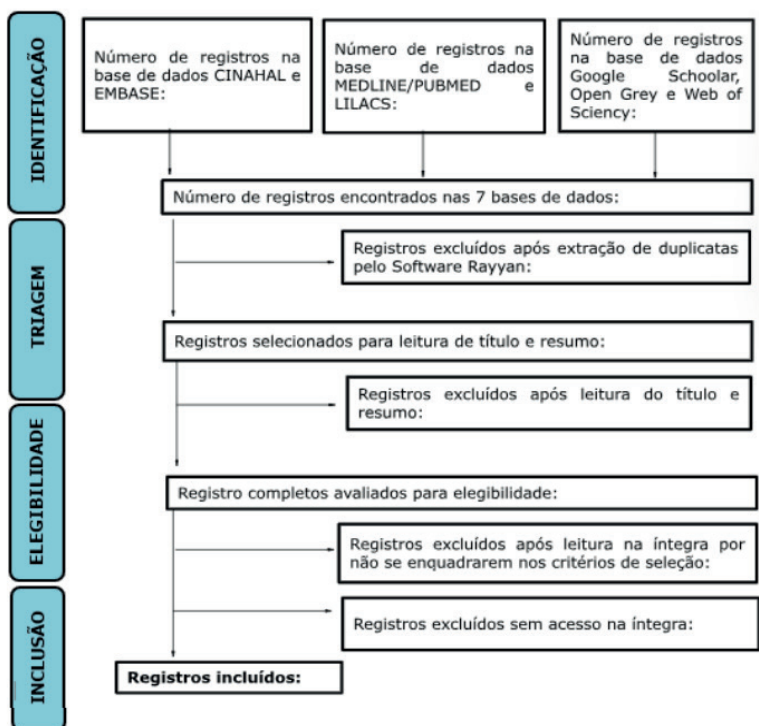 IDENTIFICAÇÃO
Número de registros na
base de dados CINAHAL e
EMBASE:
Número de registros na
base de dados
MEDLINE/PUBMED e
LILACS:
Número de registros
na base de dados
Google Schoolar,
Open Grey e Web of
Sciency:
Número de registros encontrados nas 7 bases de dados:
TRIAGEM
Registros excluídos após extração de duplicatas
pelo Software Rayyan:
Registros selecionados para leitura de título e resumo:
Registros excluídos após leitura do título e
resumo:
ELEGIBILIDADE
Registro completos avaliados para elegibilidade:
Registros excluídos após leitura na íntegra por
não se enquadrarem nos critérios de seleção:
INCLUSÃO
Registros excluídos sem acesso na íntegra:
Registros incluídos: